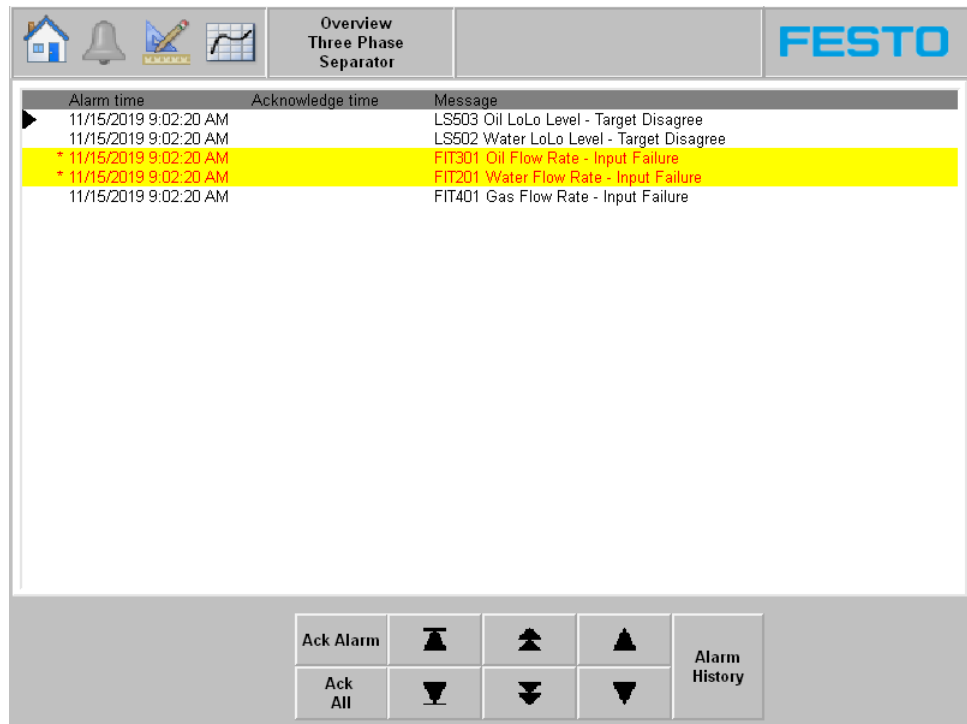 Overview
Three Phase
Separator
FESTO
Alarm time Acknowledge time Message
11/15/2019 9:02:20 AM LS503 Oil LoLo Level - Target Disagree
11/15/2019 9:02:20 AM LS502 Water LoLo Level - Target Disagree
* 11/15/2019 9:02:20 AM FIT301 Oil Flow Rate - Input Failure
* 11/15/2019 9:02:20 AM FIT201 Water Flow Rate - Input Failure
11/15/2019 9:02:20 AM FIT401 Gas Flow Rate - Input Failure
Ack Alarm
Ack
All
Alarm
History